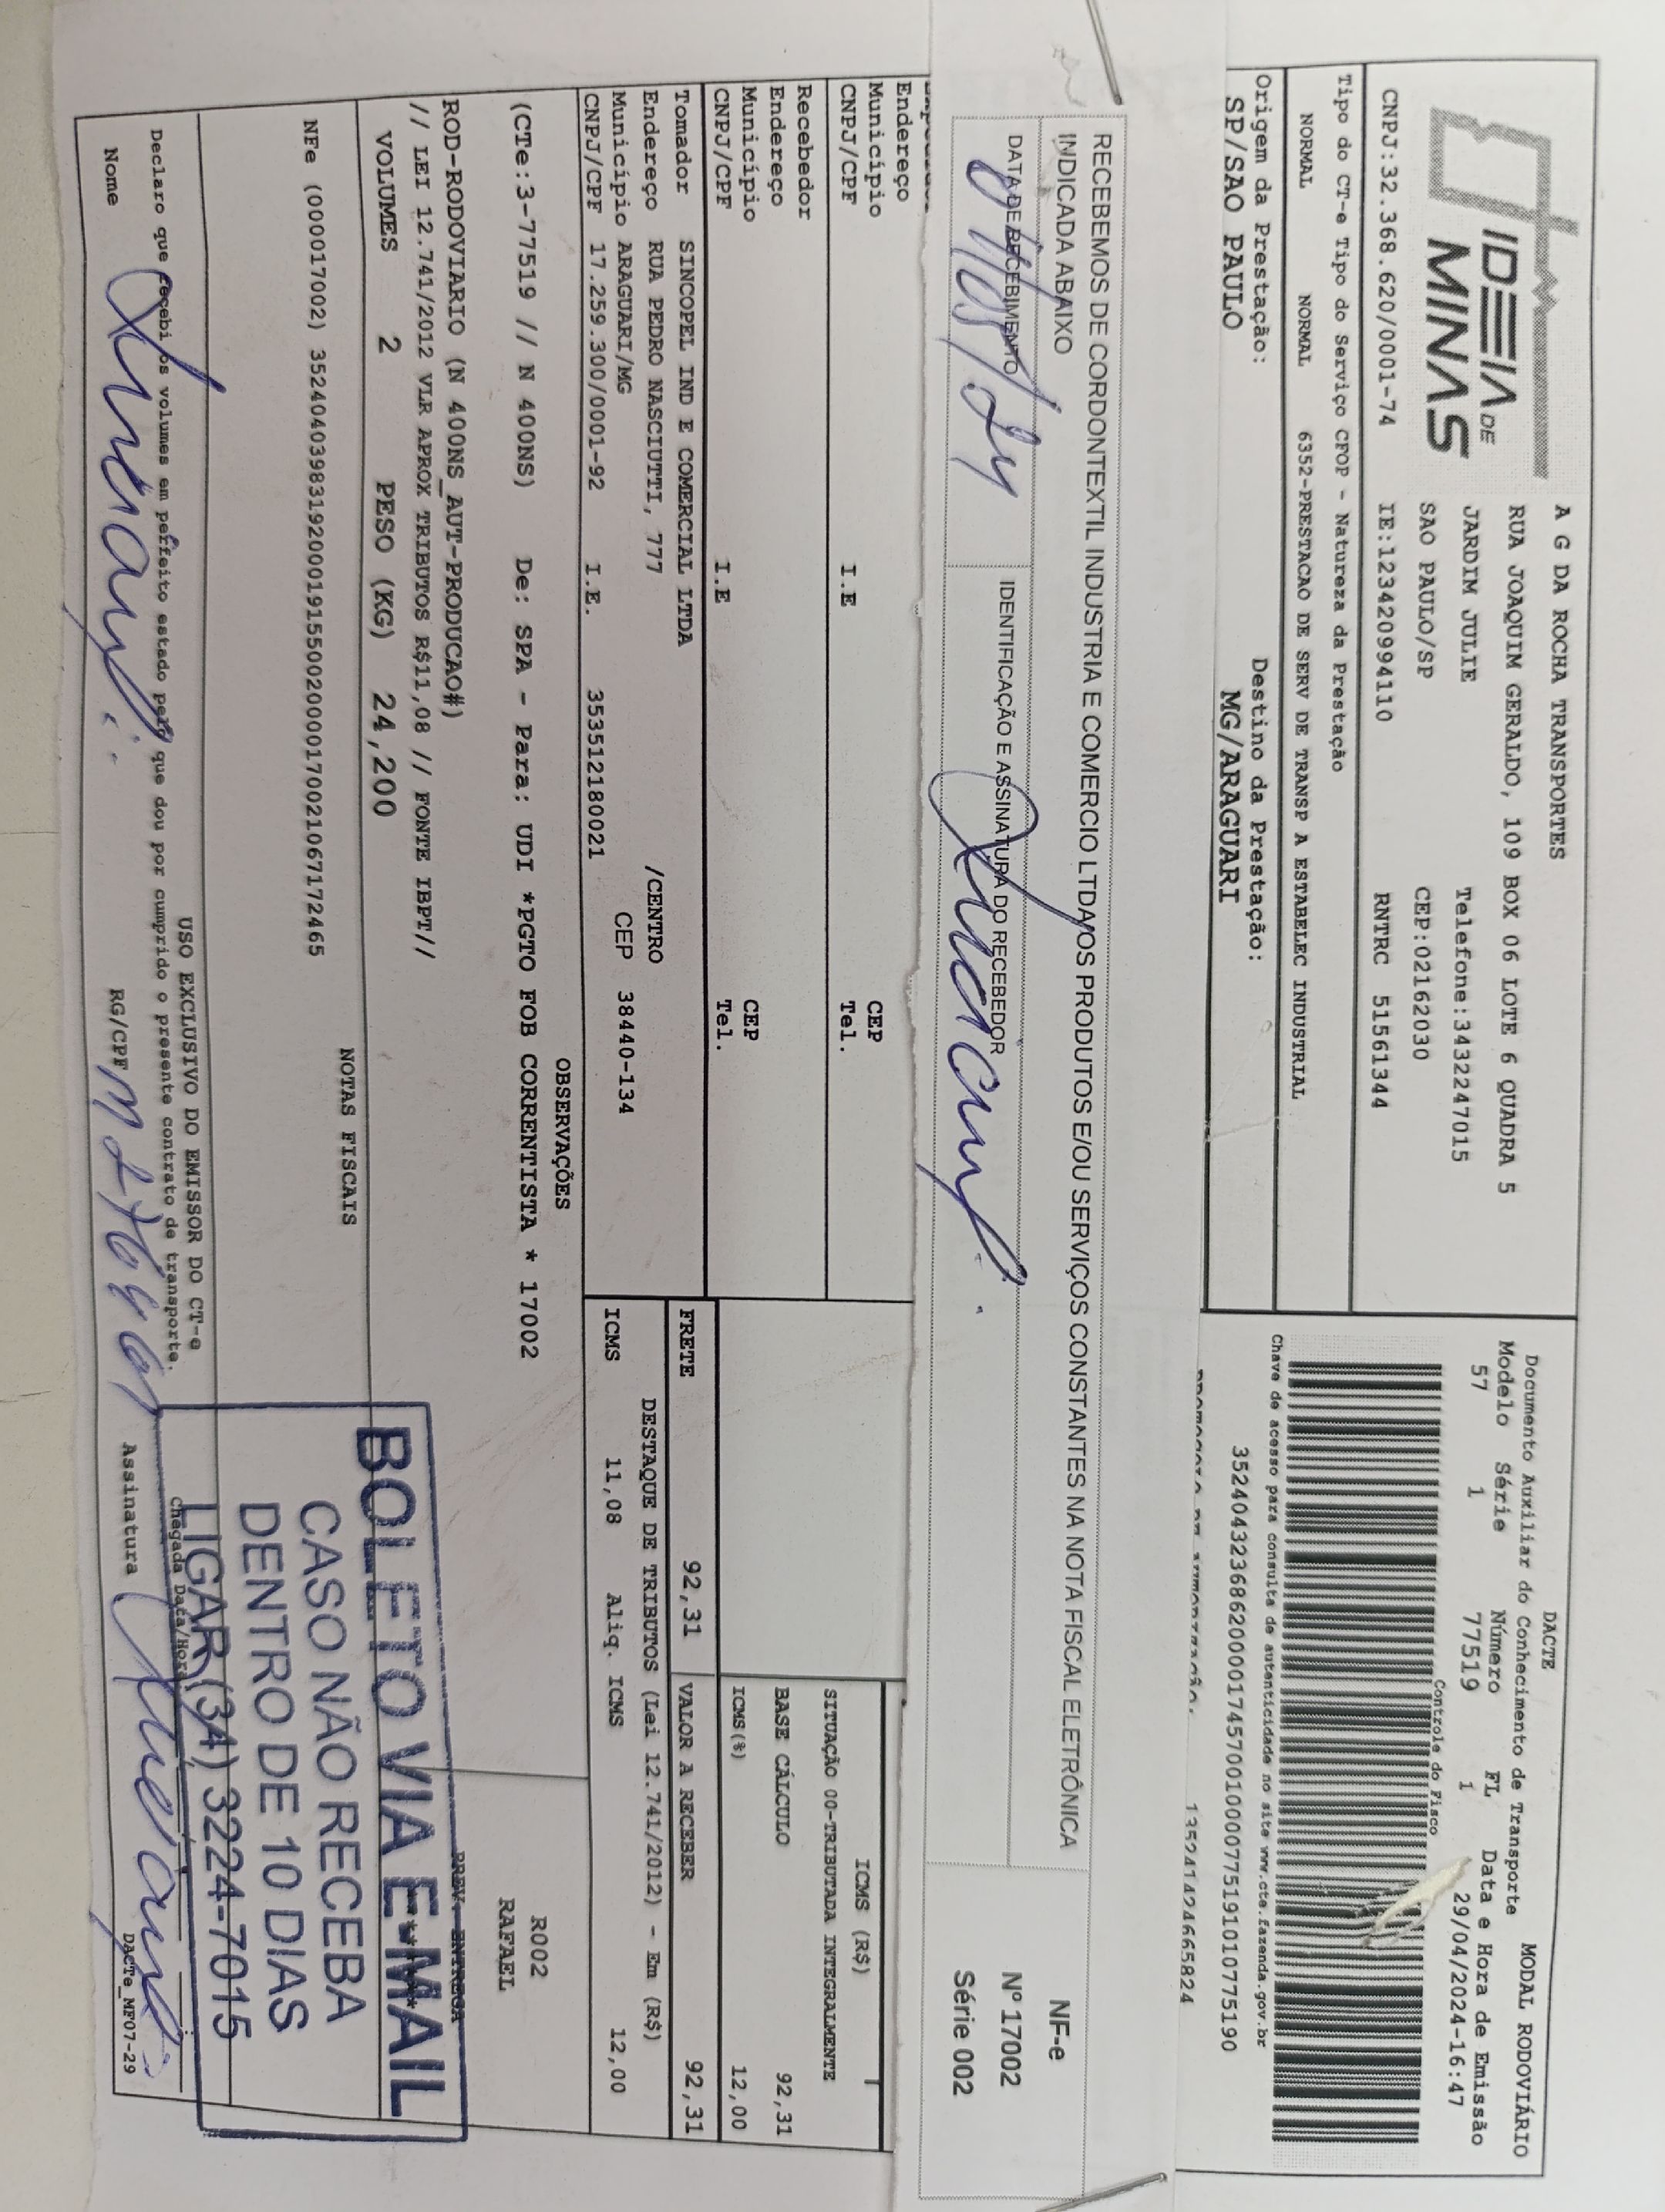 IDEIA DE
MINAS
A G DA ROCHA TRANSPORTES
RUA JOAQUIM GERALDO, 109 BOX 06 LOTE 6 QUADRA 5
JARDIM JULIE Telefone:3432247015
SAO PAULO/SP CEP:02162030
CNPJ:32.368.620/0001-74 IE:123420994110 RNTRC 51561344
Tipo do CT-e Tipo do Serviço CFOP - Natureza da Prestação
NORMAL NORMAL 6352-PRESTACAO DE SERV DE TRANSP A ESTABELEC INDUSTRIAL
Origem da Prestação: Destino da Prestação:
SP/SAO PAULO MG/ARAGUARI
DACTE MODAL RODOVIÁRIO
Documento Auxiliar do Conhecimento de Transporte
Modelo Série Número FL Data e Hora de Emissão
57 1 77519 1 29/04/2024-16:47
Controle do Fisco
Chave de acesso para consulta de autenticidade no site www.cte.fazenda.gov.br
35240432368620000174570010000775191010775190
135241424665824
RECEBEMOS DE CORDONTEXTIL INDUSTRIA E COMERCIO LTDA OS PRODUTOS E/OU SERVIÇOS CONSTANTES NA NOTA FISCAL ELETRÔNICA
INDICADA ABAIXO
DATA DE RECEBIMENTO IDENTIFICAÇÃO E ASSINATURA DO RECEBEDOR
NF-e
Nº 17002
Série 002
Endereço
Município CEP
CNPJ/CPF I.E Tel.
Recebedor
Endereço
Município CEP
CNPJ/CPF I.E Tel.
ICMS (R$)
SITUAÇÃO 00-TRIBUTADA INTEGRALMENTE
BASE CÁLCULO 92,31
ICMS(%) 12,00
Tomador SINCOPEL IND E COMERCIAL LTDA
Endereço RUA PEDRO NASCIUTTI, 777 /CENTRO
Município ARAGUARI/MG CEP 38440-134
CNPJ/CPF 17.259.300/0001-92 I.E. 35351218​0021
FRETE 92,31 VALOR A RECEBER 92,31
DESTAQUE DE TRIBUTOS (Lei 12.741/2012) - Em (R$)
ICMS 11,08 Aliq. ICMS 12,00
OBSERVAÇÕES
(CTe:3-77519 // N 400NS) De: SPA - Para: UDI *PGTO FOB CORRENTISTA * 17002
R002
RAFAEL
ROD-RODOVIARIO (N 400NS_AUT-PRODUCAO#)
// LEI 12.741/2012 VLR APROX TRIBUTOS R$11,08 // FONTE IBPT//
PREV. ENTREGA
VOLUMES 2 PESO (KG) 24,200
NOTAS FISCAIS
NFe (000017002) 35240403983192000191550020000170021067172465
BOLETO VIA E-MAIL
CASO NÃO RECEBA
DENTRO DE 10 DIAS
LIGAR (34) 3224-7015
USO EXCLUSIVO DO EMISSOR DO CT-e
Declaro que recebi os volumes em perfeito estado pelo que dou por cumprido o presente contrato de transporte.
Chegada Data/Hora
Nome RG/CPF Assinatura
DACTe_MF07-29